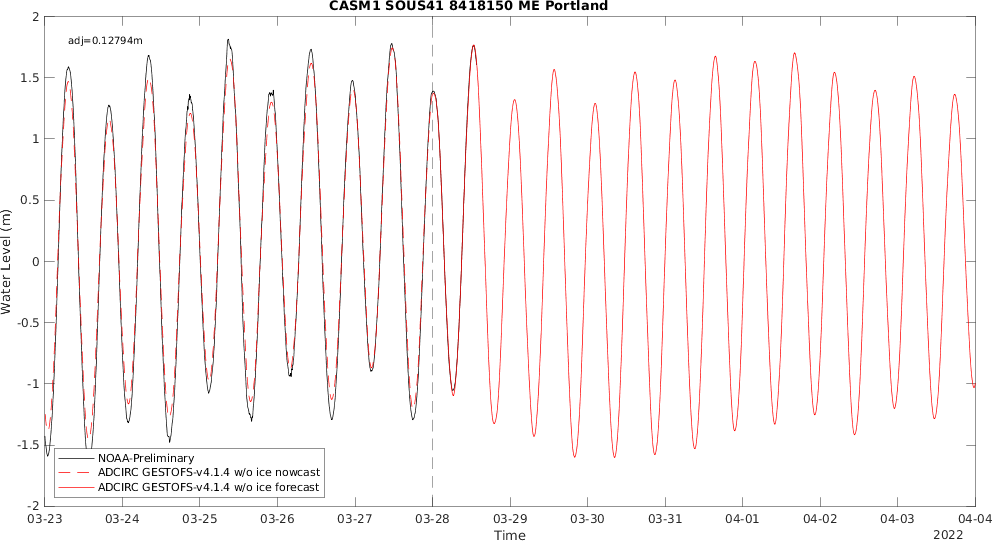 CASM1 SOUS41 8418150 ME Portland
adj=0.12794m
2
1.5
1
0.5
0
-0.5
-1
-1.5
-2
Water Level (m)
NOAA-Preliminary
ADCIRC GESTOFS-v4.1.4 w/o ice nowcast
ADCIRC GESTOFS-v4.1.4 w/o ice forecast
03-23 03-24 03-25 03-26 03-27 03-28 03-29 03-30 03-31 04-01 04-02 04-03 04-04
Time
2022